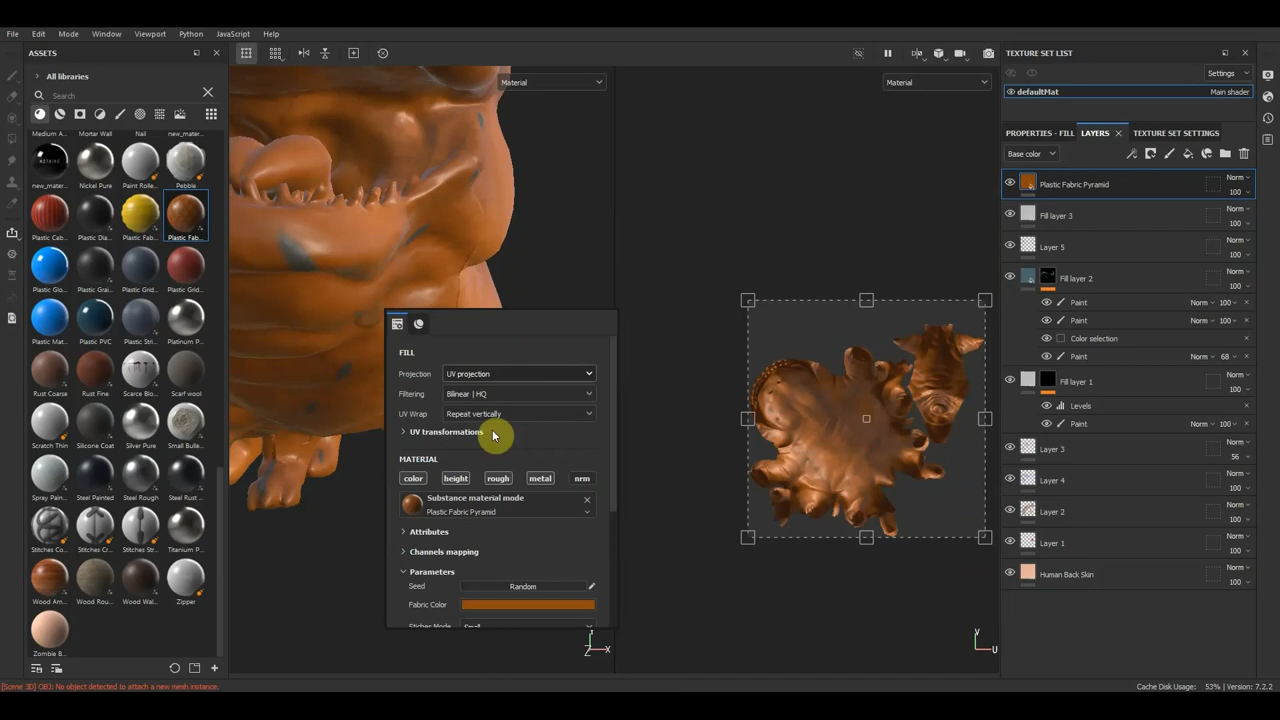 File Edit Mode Window Viewport Python JavaScript Help
ASSETS
All libraries
Search
Medium A... Mortar Wall Nail new_mater...
new_mater... Nickel Pure Paint Rolle... Pebble
Plastic Cab... Plastic Dia... Plastic Fab... Plastic Fab...
Plastic Glo... Plastic Grai... Plastic Grid... Plastic Grid...
Plastic Mat... Plastic PVC Plastic Stri... Platinum P...
Rust Coarse Rust Fine Scarce Blo... Scarf wool
Scratch Thin Silicone Coat Silver Pure Small Bulle...
Spray Pain... Steel Painted Steel Rough Steel Rust ...
Stitches Co... Stitches Cr... Stitches Str... Titanium P...
Wood Am... Wood Rou... Wood Wal... Zipper
Zombie B...
Material
Material
FILL
Projection UV projection
Filtering Bilinear | HQ
UV Wrap Repeat vertically
UV transformations
MATERIAL
color height rough metal nrm
Substance material mode
Plastic Fabric Pyramid
Attributes
Channels mapping
Parameters
Seed Random
Fabric Color
Stiches Mode Small
Y
Z X
V
U
TEXTURE SET LIST
Settings
defaultMat Main shader
PROPERTIES - FILL LAYERS TEXTURE SET SETTINGS
Base color
Plastic Fabric Pyramid Norm 100
Fill layer 3 Norm 100
Layer 5 Norm 100
Fill layer 2 Norm 100
Paint Norm 100
Paint Norm 100
Color selection
Paint Norm 68
Fill layer 1 Norm 100
Levels
Paint Norm 100
Layer 3 Norm 56
Layer 4 Norm 100
Layer 2 Norm 100
Layer 1 Norm 100
Human Back Skin Norm 100
[Scene 3D] OBJ: No object detected to attach a new mesh instance.
Cache Disk Usage: 53% | Version: 7.2.2